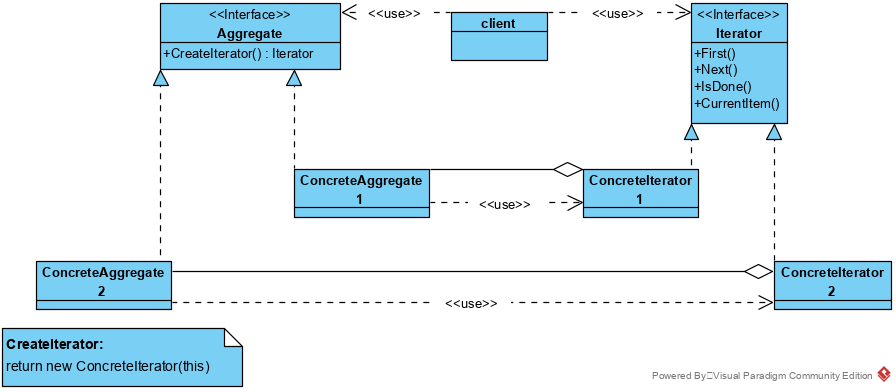 <<Interface>>
Aggregate
+CreateIterator() : Iterator
<<use>>
client
<<use>>
<<Interface>>
Iterator
+First()
+Next()
+IsDone()
+CurrentItem()
ConcreteAggregate
1
<<use>>
ConcreteIterator
1
ConcreteAggregate
2
<<use>>
ConcreteIterator
2
CreateIterator:
return new ConcreteIterator(this)
Powered By Visual Paradigm Community Edition